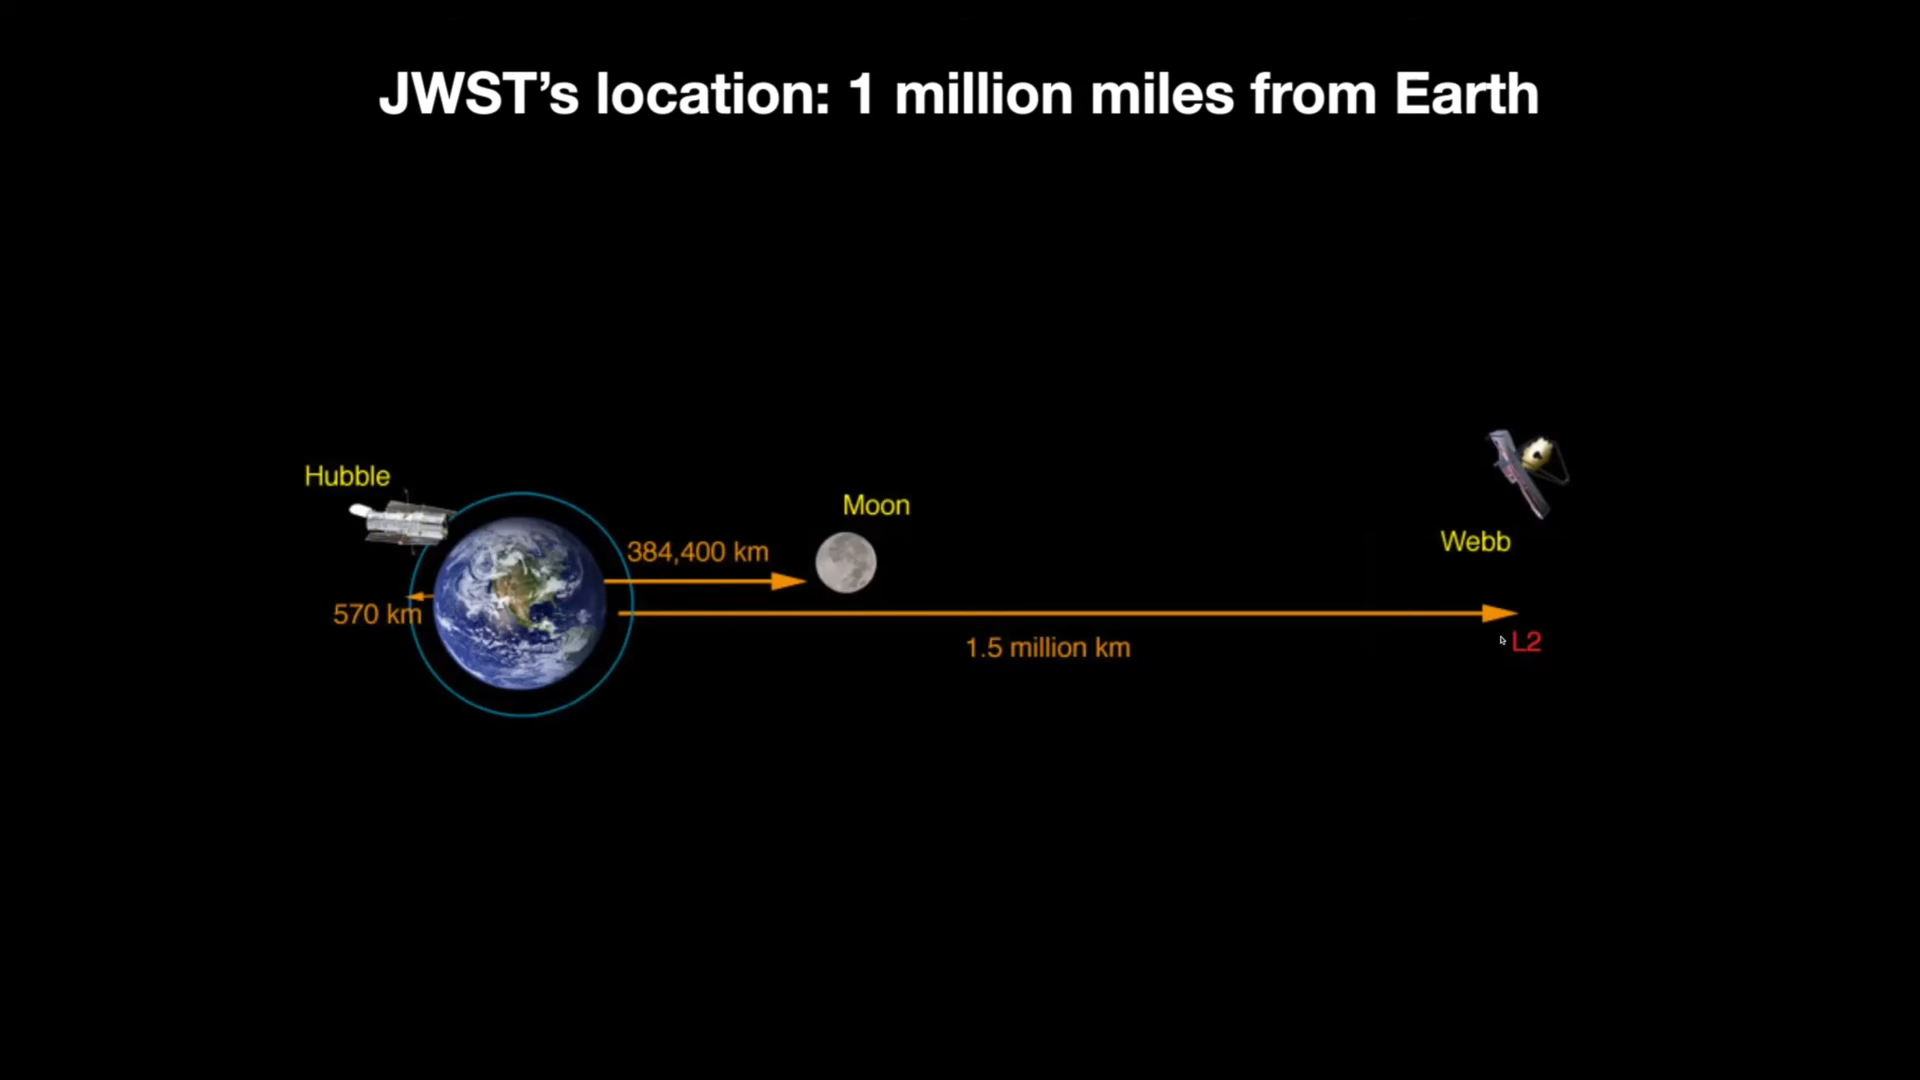 JWST’s location: 1 million miles from Earth
Hubble
Moon
384,400 km
Webb
570 km
1.5 million km
L2